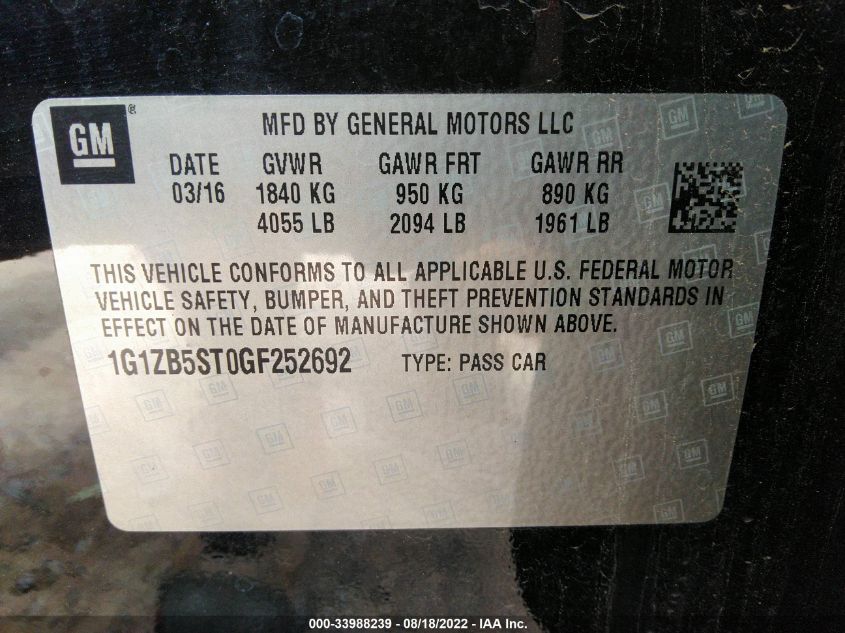 GM ®
MFD BY GENERAL MOTORS LLC
DATE GVWR GAWR FRT GAWR RR
03/16 1840 KG 950 KG 890 KG
4055 LB 2094 LB 1961 LB
THIS VEHICLE CONFORMS TO ALL APPLICABLE U.S. FEDERAL MOTOR
VEHICLE SAFETY, BUMPER, AND THEFT PREVENTION STANDARDS IN
EFFECT ON THE DATE OF MANUFACTURE SHOWN ABOVE.
1G1ZB5ST0GF252692 TYPE: PASS CAR
000-33988239 - 08/18/2022 - IAA Inc.